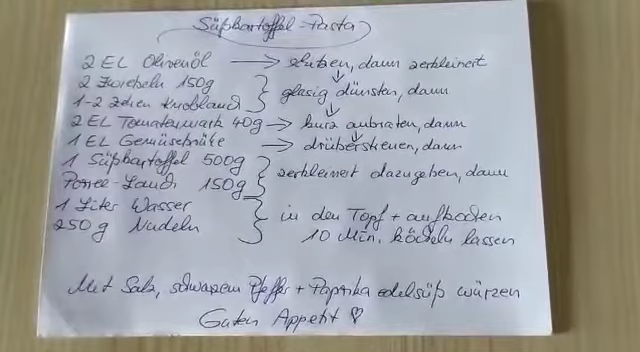 Süßkartoffel-Pasta
2 EL Olivenöl → erhitzen, dann zerkleinert
2 Zwiebeln 150g
1-2 Zehen Knoblauch } glasig dünsten, dann
2 EL Tomatenmark 40g → kurz anbraten, dann
1 EL Gemüsebrühe → drüberstreuen, dann
1 Süßkartoffel 500g
Porree-Lauch 150g } zerkleinert dazugeben, dann
1 Liter Wasser } in den Topf + aufkochen
250 g Nudeln 10 Min. köcheln lassen
Mit Salz, schwarzem Pfeffer + Paprika edelsüß würzen
Guten Appetit ♡